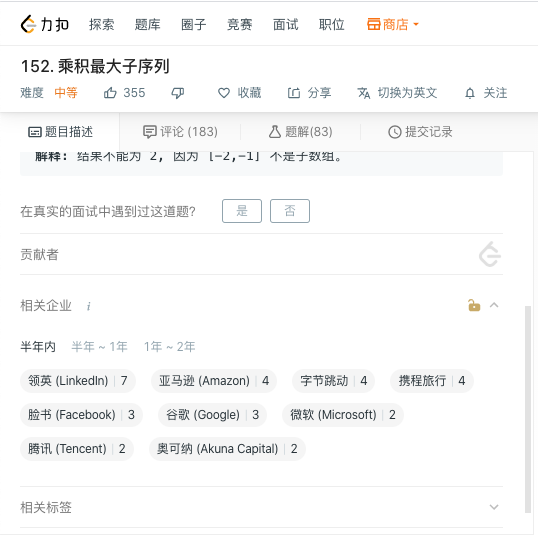 力扣 探索 题库 圈子 竞赛 面试 职位 商店
152. 乘积最大子序列
难度 中等 355 收藏 分享 切换为英文 关注
题目描述 评论 (183) 题解(83) 提交记录
解释: 结果不能为 2, 因为 [-2,-1] 不是子数组。
在真实的面试中遇到过这道题? 是 否
贡献者
相关企业 i
半年内 半年 ~ 1年 1年 ~ 2年
领英 (LinkedIn) 7 亚马逊 (Amazon) 4 字节跳动 4 携程旅行 4
脸书 (Facebook) 3 谷歌 (Google) 3 微软 (Microsoft) 2
腾讯 (Tencent) 2 奥可纳 (Akuna Capital) 2
相关标签